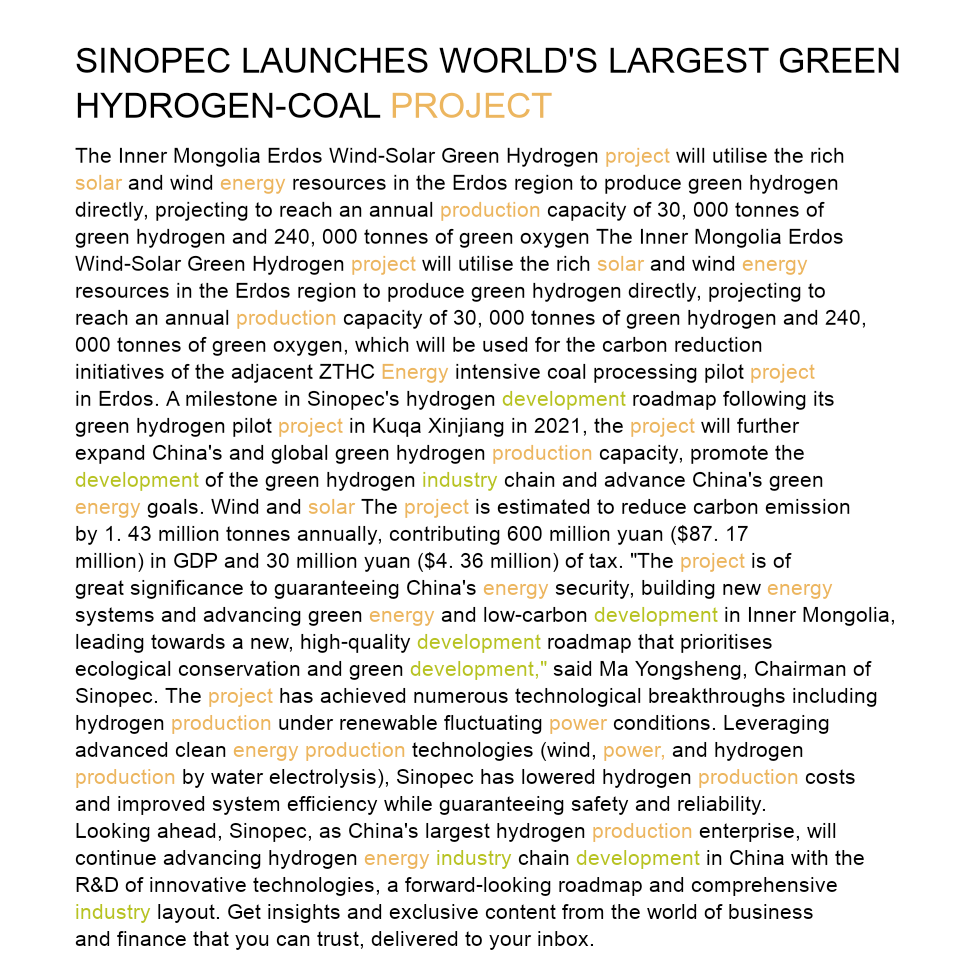 SINOPEC LAUNCHES WORLD'S LARGEST GREEN
HYDROGEN-COAL PROJECT
The Inner Mongolia Erdos Wind-Solar Green Hydrogen project will utilise the rich
solar and wind energy resources in the Erdos region to produce green hydrogen
directly, projecting to reach an annual production capacity of 30, 000 tonnes of
green hydrogen and 240, 000 tonnes of green oxygen The Inner Mongolia Erdos
Wind-Solar Green Hydrogen project will utilise the rich solar and wind energy
resources in the Erdos region to produce green hydrogen directly, projecting to
reach an annual production capacity of 30, 000 tonnes of green hydrogen and 240,
000 tonnes of green oxygen, which will be used for the carbon reduction
initiatives of the adjacent ZTHC Energy intensive coal processing pilot project
in Erdos. A milestone in Sinopec's hydrogen development roadmap following its
green hydrogen pilot project in Kuqa Xinjiang in 2021, the project will further
expand China's and global green hydrogen production capacity, promote the
development of the green hydrogen industry chain and advance China's green
energy goals. Wind and solar The project is estimated to reduce carbon emission
by 1. 43 million tonnes annually, contributing 600 million yuan ($87. 17
million) in GDP and 30 million yuan ($4. 36 million) of tax. "The project is of
great significance to guaranteeing China's energy security, building new energy
systems and advancing green energy and low-carbon development in Inner Mongolia,
leading towards a new, high-quality development roadmap that prioritises
ecological conservation and green development," said Ma Yongsheng, Chairman of
Sinopec. The project has achieved numerous technological breakthroughs including
hydrogen production under renewable fluctuating power conditions. Leveraging
advanced clean energy production technologies (wind, power, and hydrogen
production by water electrolysis), Sinopec has lowered hydrogen production costs
and improved system efficiency while guaranteeing safety and reliability.
Looking ahead, Sinopec, as China's largest hydrogen production enterprise, will
continue advancing hydrogen energy industry chain development in China with the
R&D of innovative technologies, a forward-looking roadmap and comprehensive
industry layout. Get insights and exclusive content from the world of business
and finance that you can trust, delivered to your inbox.